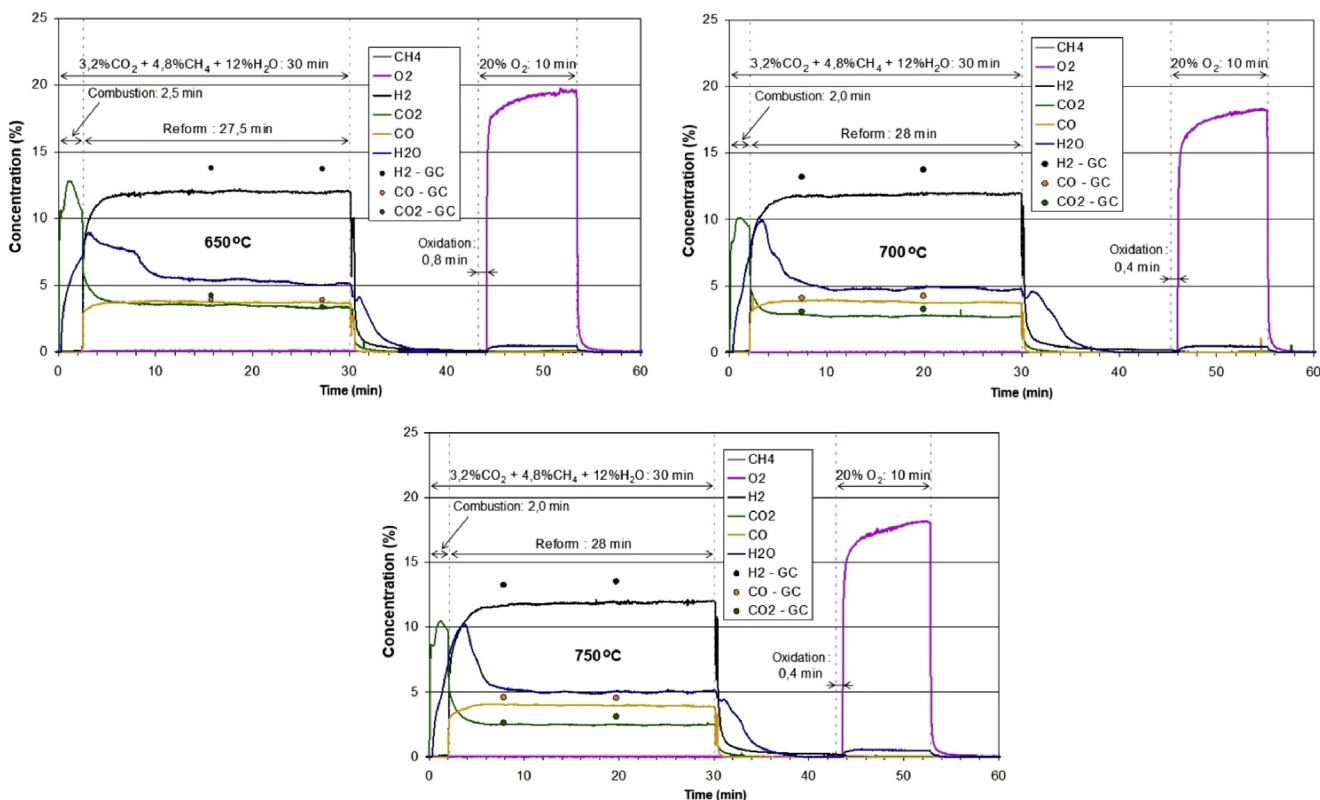 25
20
15
10
5
0
Concentration (%)
3,2%CO2 + 4,8%CH4 + 12%H2O: 30 min
Combustion: 2,5 min
Reform : 27,5 min
650ºC
CH4
O2
H2
CO2
CO
H2O
H2 - GC
CO - GC
CO2 - GC
20% O2: 10 min
Oxidation :
0,8 min
0 10 20 30 40 50 60
Time (min)
25
20
15
10
5
0
Concentration (%)
3,2%CO2 + 4,8%CH4 + 12%H2O: 30 min
Combustion: 2,0 min
Reform : 28 min
700ºC
CH4
O2
H2
CO2
CO
H2O
H2 - GC
CO - GC
CO2 - GC
20% O2: 10 min
Oxidation :
0,4 min
0 10 20 30 40 50 60
Time (min)
25
20
15
10
5
0
Concentration (%)
3,2%CO2 + 4,8%CH4 + 12%H2O: 30 min
Combustion: 2,0 min
Reform : 28 min
750ºC
CH4
O2
H2
CO2
CO
H2O
H2 - GC
CO - GC
CO2 - GC
20% O2: 10 min
Oxidation :
0,4 min
0 10 20 30 40 50 60
Time (min)